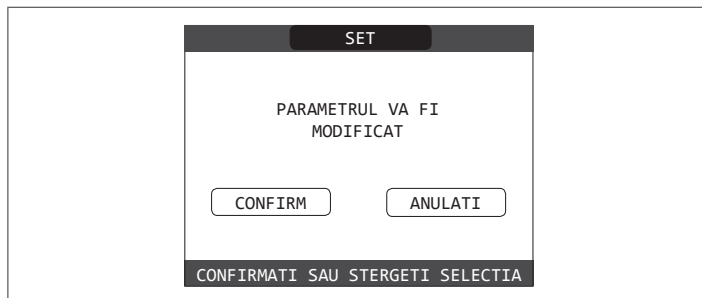 SET
PARAMETRUL VA FI
MODIFICAT
CONFIRM ANULATI
CONFIRMATI SAU STERGETI SELECTIA